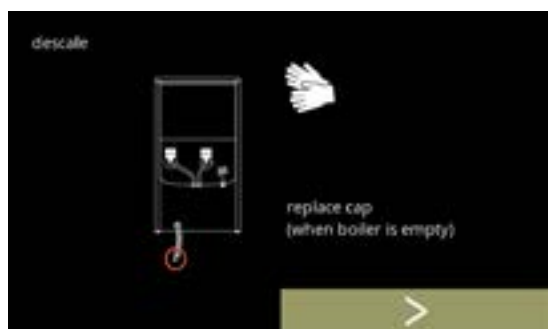 descale
replace cap
(when boiler is empty)